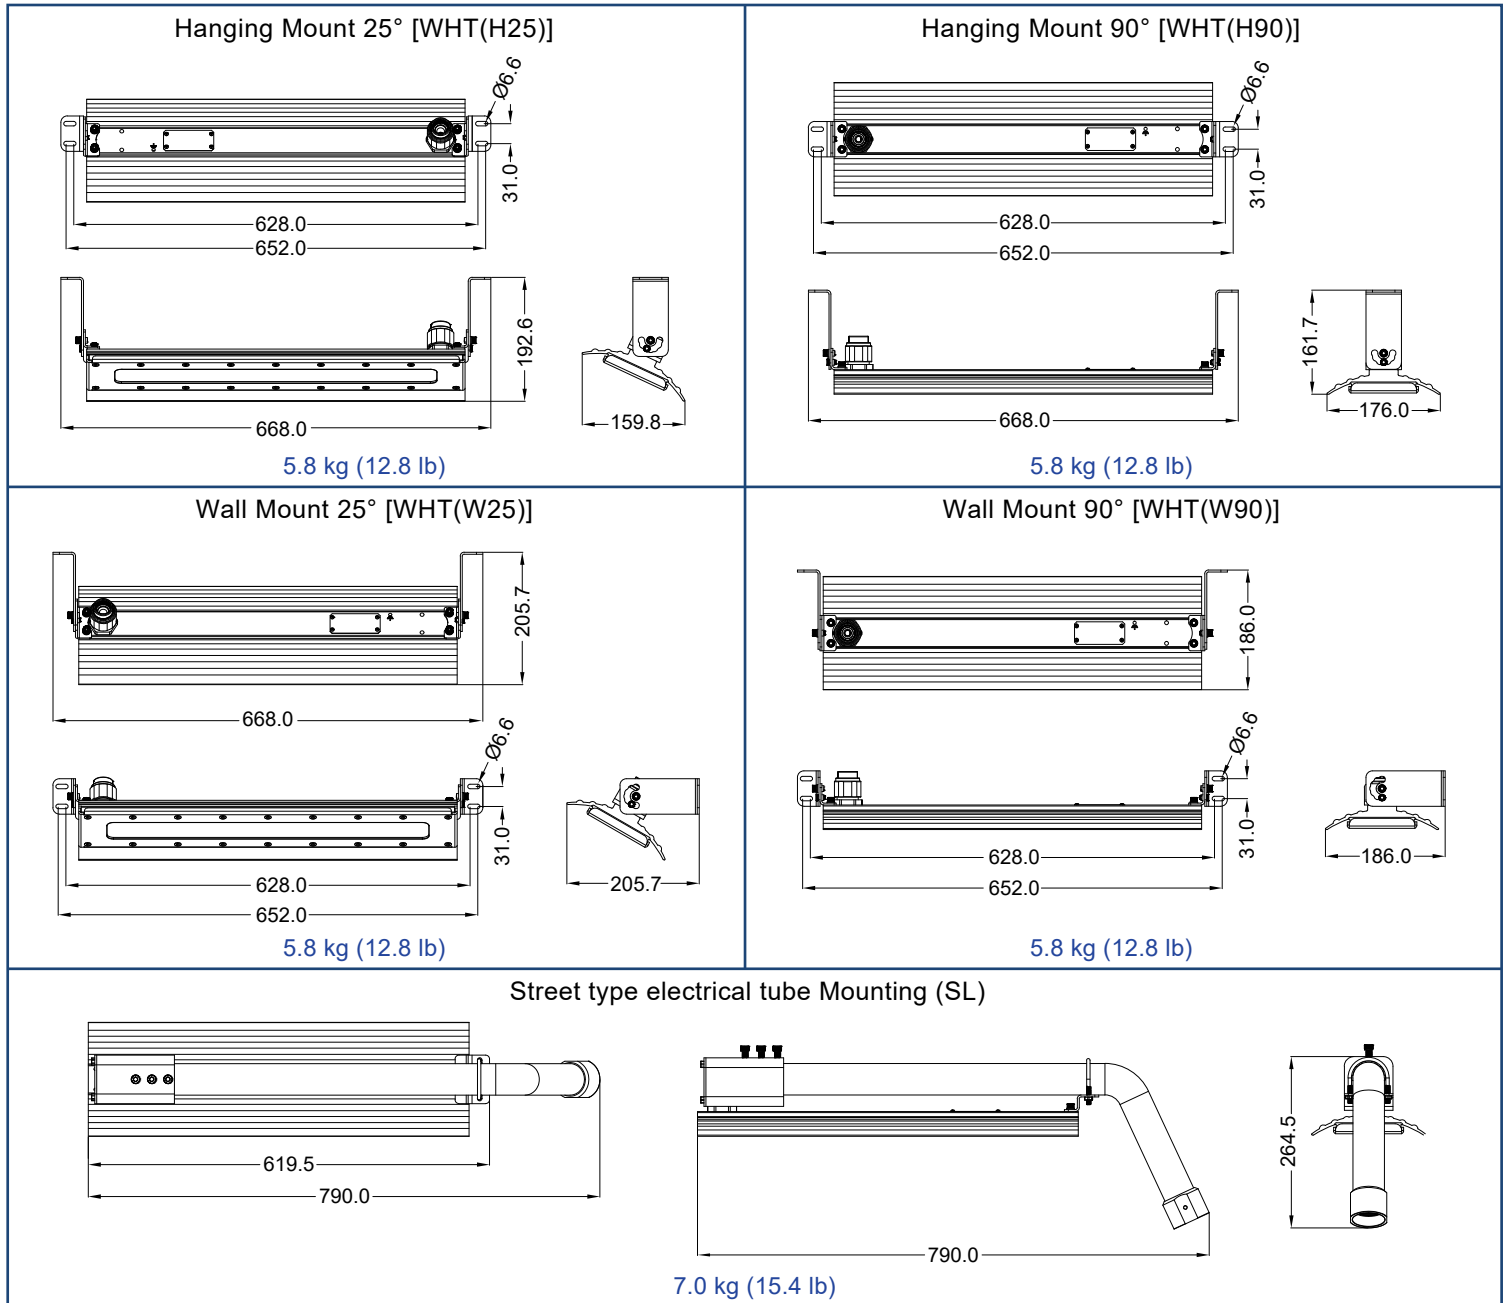 Hanging Mount 25° [WHT(H25)]
Ø6.6
31.0
628.0
652.0
192.6
668.0
159.8
5.8 kg (12.8 lb)
Hanging Mount 90° [WHT(H90)]
Ø6.6
31.0
628.0
652.0
161.7
668.0
176.0
5.8 kg (12.8 lb)
Wall Mount 25° [WHT(W25)]
205.7
668.0
Ø6.6
31.0
628.0
652.0
205.7
5.8 kg (12.8 lb)
Wall Mount 90° [WHT(W90)]
186.0
Ø6.6
31.0
628.0
652.0
186.0
5.8 kg (12.8 lb)
Street type electrical tube Mounting (SL)
619.5
790.0
790.0
264.5
7.0 kg (15.4 lb)